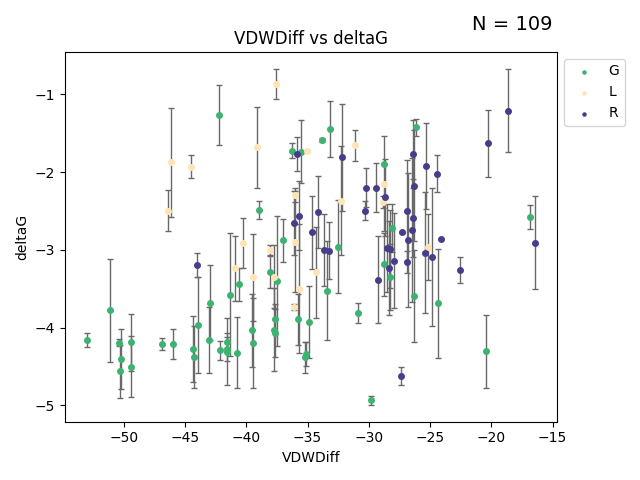 N = 109
VDWDiff vs deltaG
G
L
R
deltaG
−1
−2
−3
−4
−5
−50
−45
−40
−35
−30
−25
−20
−15
VDWDiff